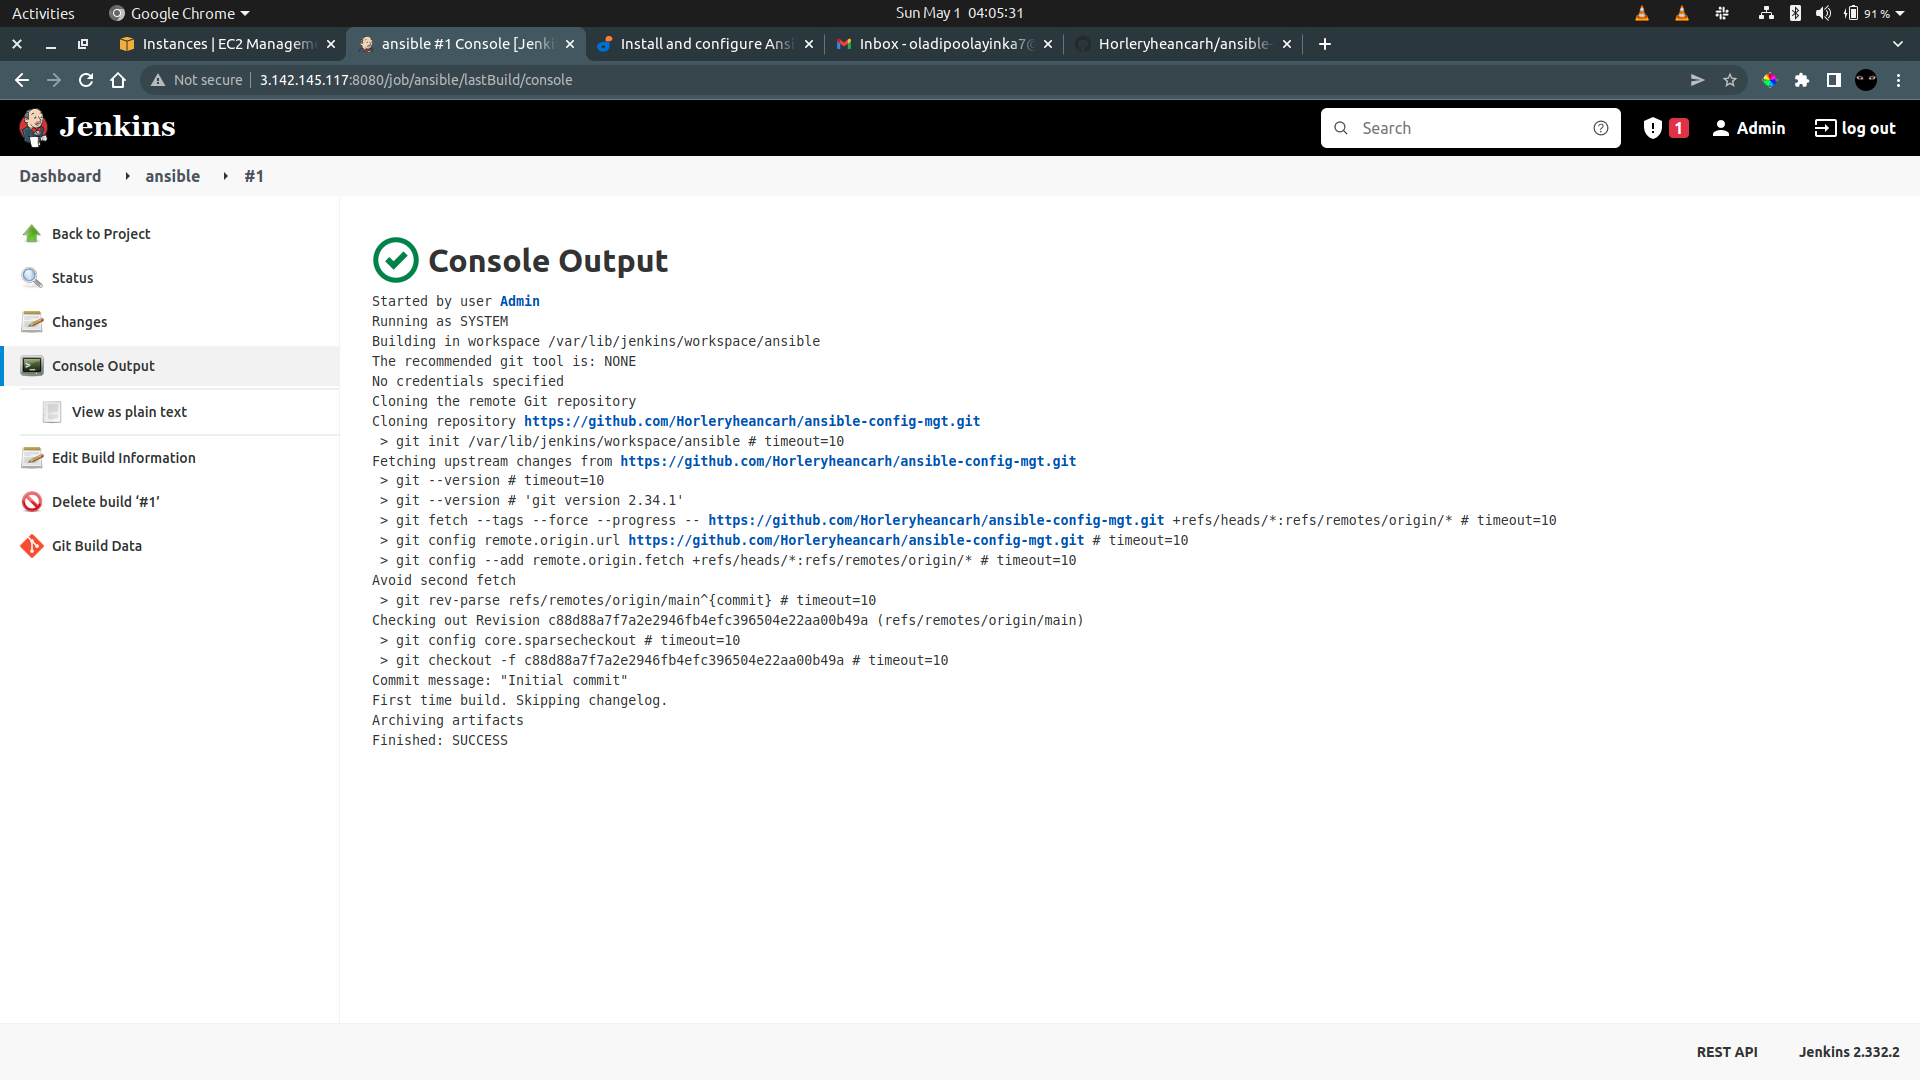 Activities
Google Chrome
Sun May 1 04:05:31
91 %
Instances | EC2 Managem
ansible #1 Console [Jenki
Install and configure Ansi
Inbox - oladipoolayinka7@
Horleryheancarh/ansible-
Not secure
3.142.145.117:8080/job/ansible/lastBuild/console
Jenkins
Search
1
Admin
log out
Dashboard
ansible
#1
Back to Project
Status
Changes
Console Output
View as plain text
Edit Build Information
Delete build ‘#1’
Git Build Data
Console Output
Started by user Admin
Running as SYSTEM
Building in workspace /var/lib/jenkins/workspace/ansible
The recommended git tool is: NONE
No credentials specified
Cloning the remote Git repository
Cloning repository https://github.com/Horleryheancarh/ansible-config-mgt.git
 > git init /var/lib/jenkins/workspace/ansible # timeout=10
Fetching upstream changes from https://github.com/Horleryheancarh/ansible-config-mgt.git
 > git --version # timeout=10
 > git --version # 'git version 2.34.1'
 > git fetch --tags --force --progress -- https://github.com/Horleryheancarh/ansible-config-mgt.git +refs/heads/*:refs/remotes/origin/* # timeout=10
 > git config remote.origin.url https://github.com/Horleryheancarh/ansible-config-mgt.git # timeout=10
 > git config --add remote.origin.fetch +refs/heads/*:refs/remotes/origin/* # timeout=10
Avoid second fetch
 > git rev-parse refs/remotes/origin/main^{commit} # timeout=10
Checking out Revision c88d88a7f7a2e2946fb4efc396504e22aa00b49a (refs/remotes/origin/main)
 > git config core.sparsecheckout # timeout=10
 > git checkout -f c88d88a7f7a2e2946fb4efc396504e22aa00b49a # timeout=10
Commit message: "Initial commit"
First time build. Skipping changelog.
Archiving artifacts
Finished: SUCCESS
REST API
Jenkins 2.332.2